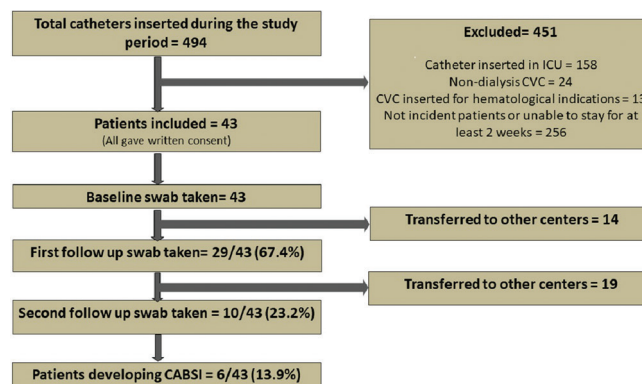 Total catheters inserted during the study
period = 494
Excluded= 451
Catheter inserted in ICU = 158
Non-dialysis CVC = 24
CVC inserted for hematological indications = 13
Not incident patients or unable to stay for at
least 2 weeks = 256
Patients included = 43
(All gave written consent)
Baseline swab taken= 43
Transferred to other centers = 14
First follow up swab taken= 29/43 (67.4%)
Transferred to other centers = 19
Second follow up swab taken = 10/43 (23.2%)
Patients developing CABSI = 6/43 (13.9%)